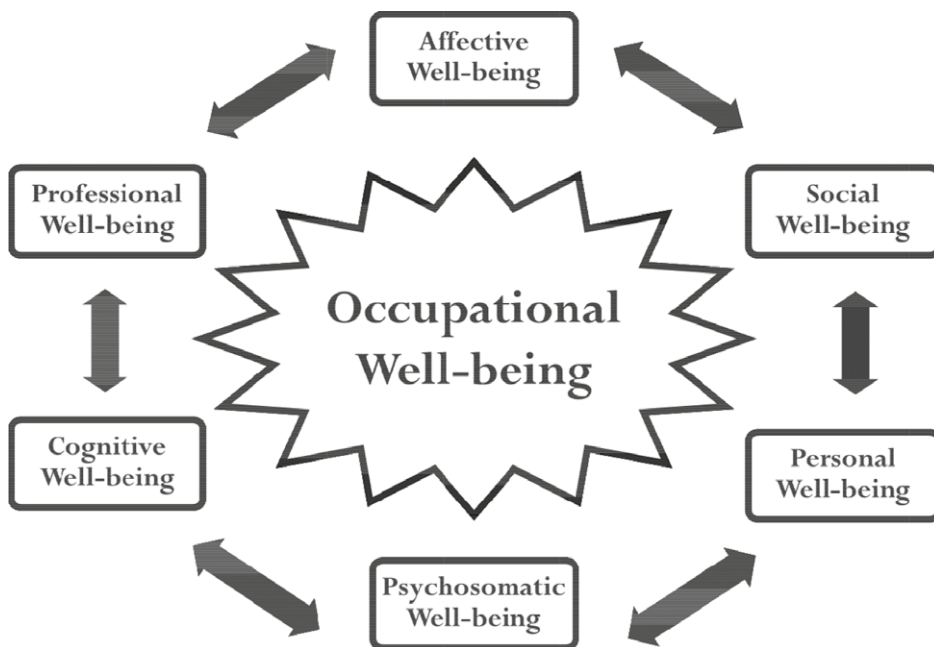 Affective
Well-being
Professional
Well-being
Social
Well-being
Occupational
Well-being
Cognitive
Well-being
Personal
Well-being
Psychosomatic
Well-being